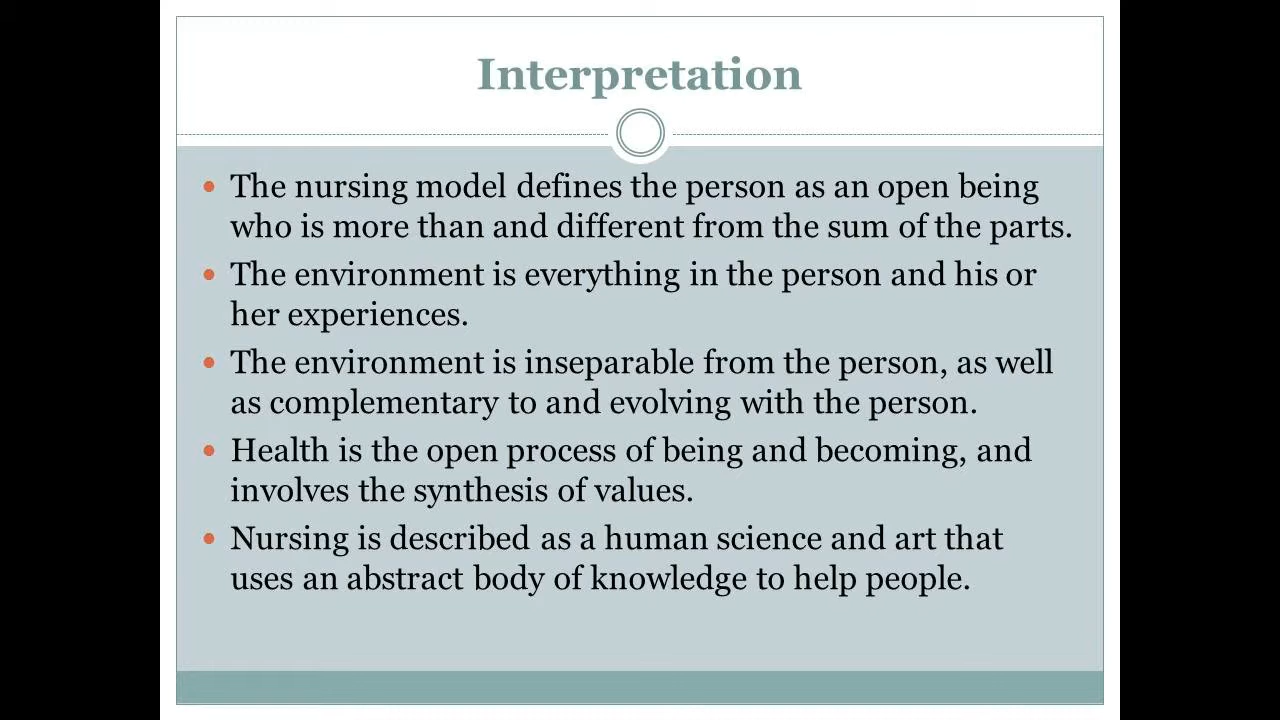 Interpretation
• The nursing model defines the person as an open being
who is more than and different from the sum of the parts.
• The environment is everything in the person and his or
her experiences.
• The environment is inseparable from the person, as well
as complementary to and evolving with the person.
• Health is the open process of being and becoming, and
involves the synthesis of values.
• Nursing is described as a human science and art that
uses an abstract body of knowledge to help people.